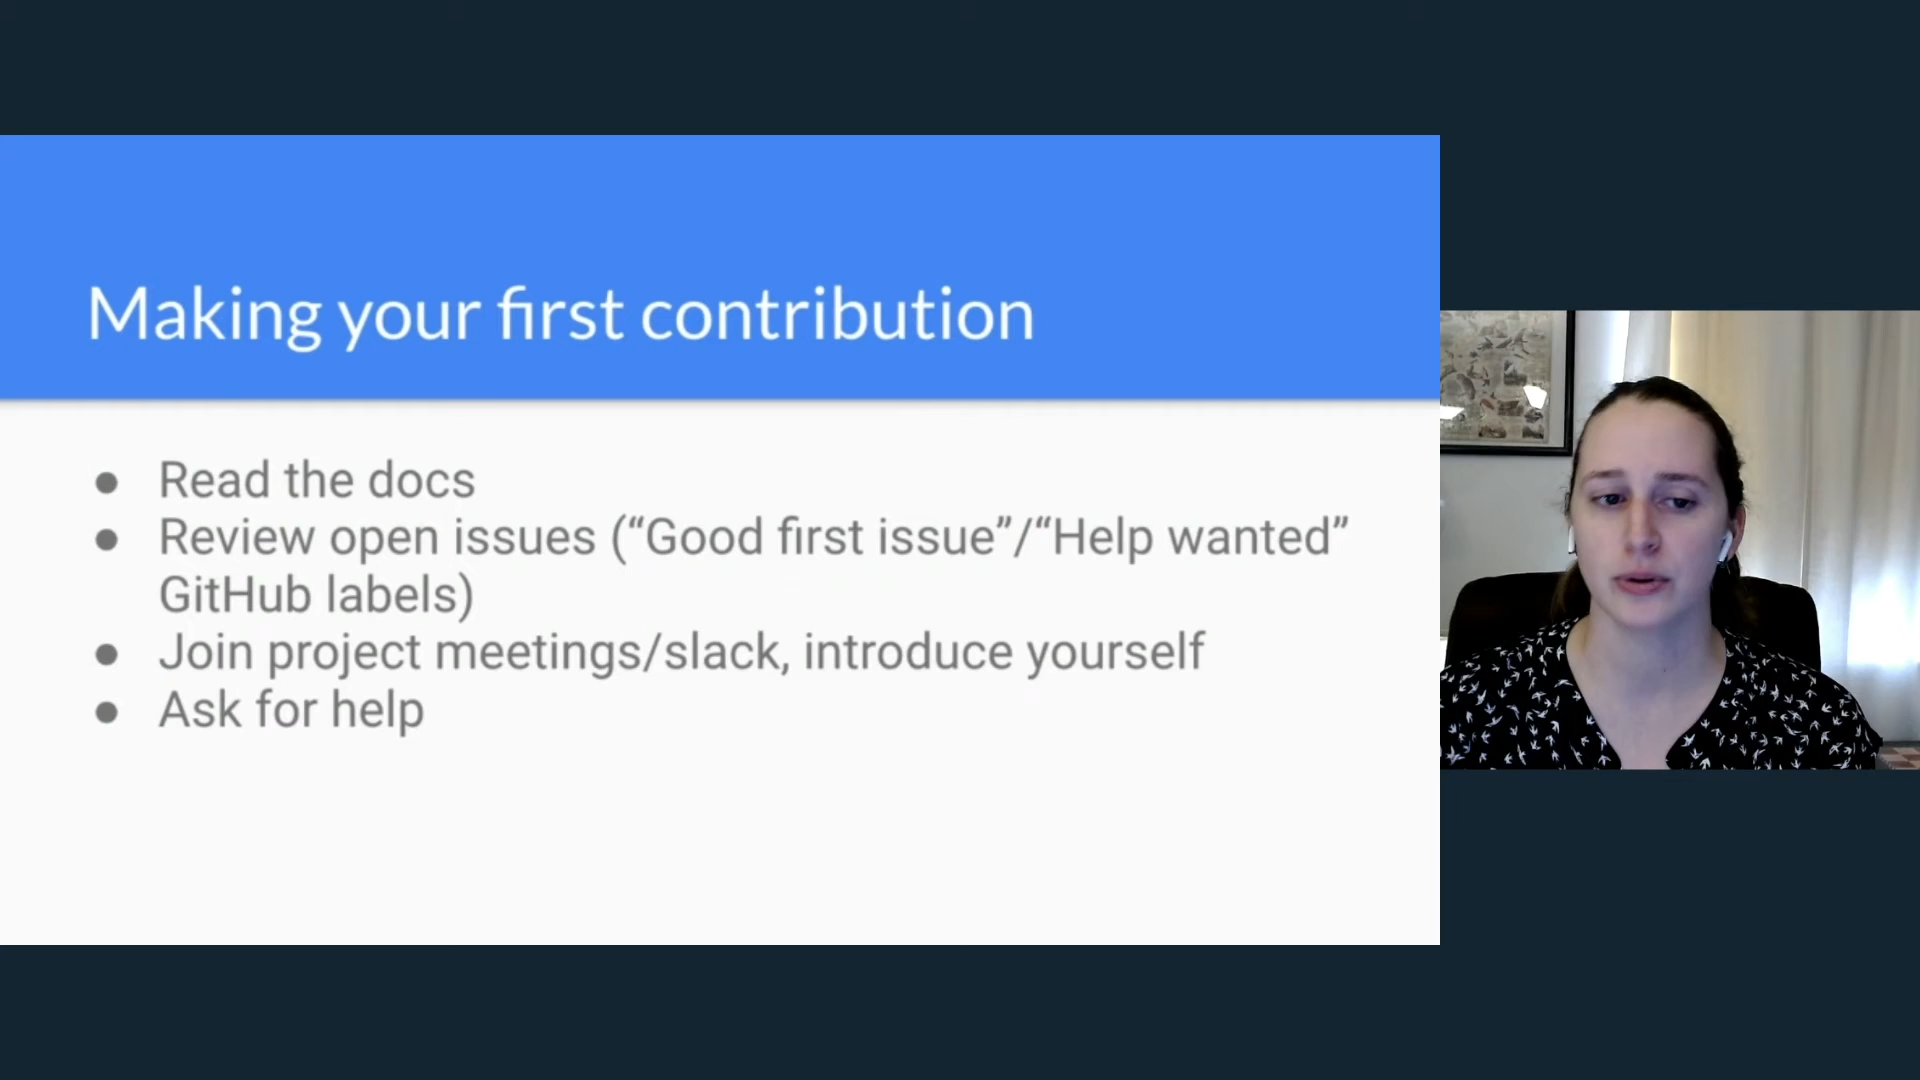 Making your first contribution
● Read the docs
● Review open issues (“Good first issue”/“Help wanted”
GitHub labels)
● Join project meetings/slack, introduce yourself
● Ask for help